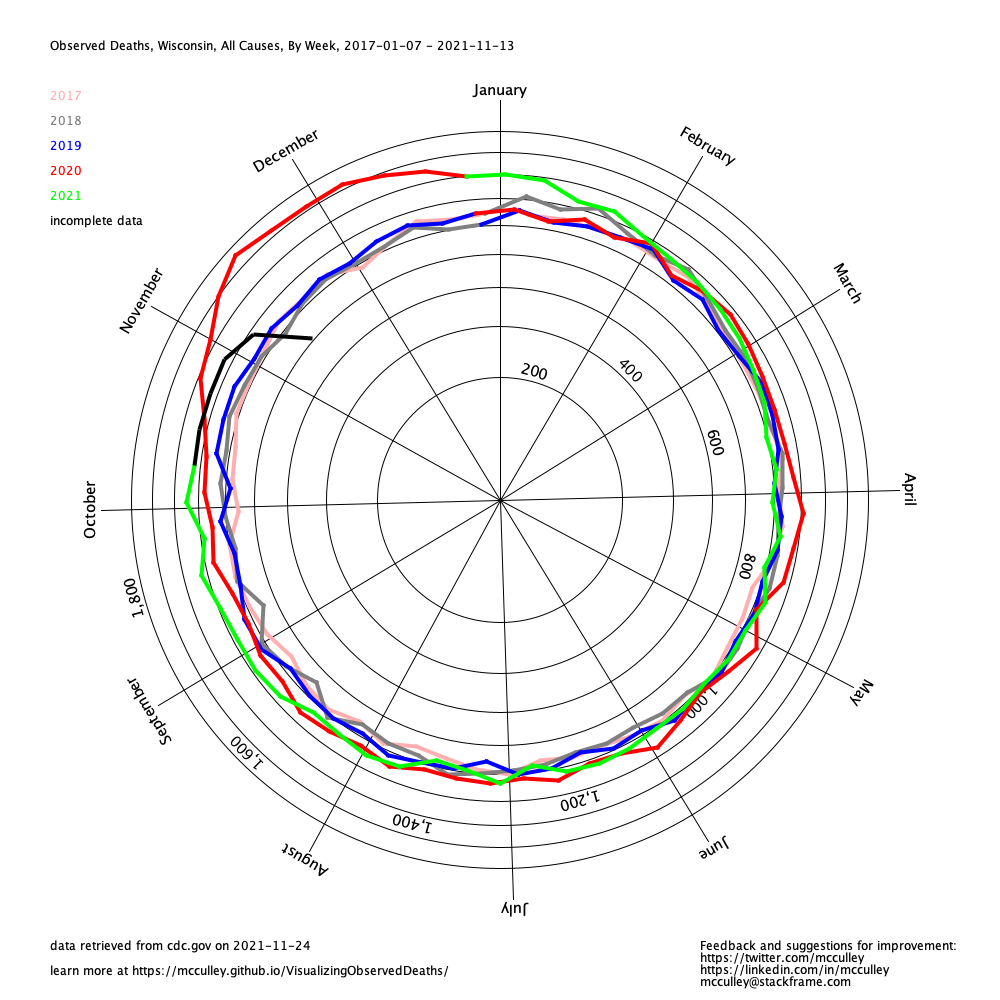 Observed Deaths, Wisconsin, All Causes, By Week, 2017-01-07 - 2021-11-13
2017
2018
2019
2020
2021
incomplete data
January
February
March
April
May
June
July
August
September
October
November
December
200
400
600
800
1,000
1,200
1,400
1,600
1,800
data retrieved from cdc.gov on 2021-11-24
learn more at https://mcculley.github.io/VisualizingObservedDeaths/
Feedback and suggestions for improvement:
https://twitter.com/mcculley
https://linkedin.com/in/mcculley
mcculley@stackframe.com